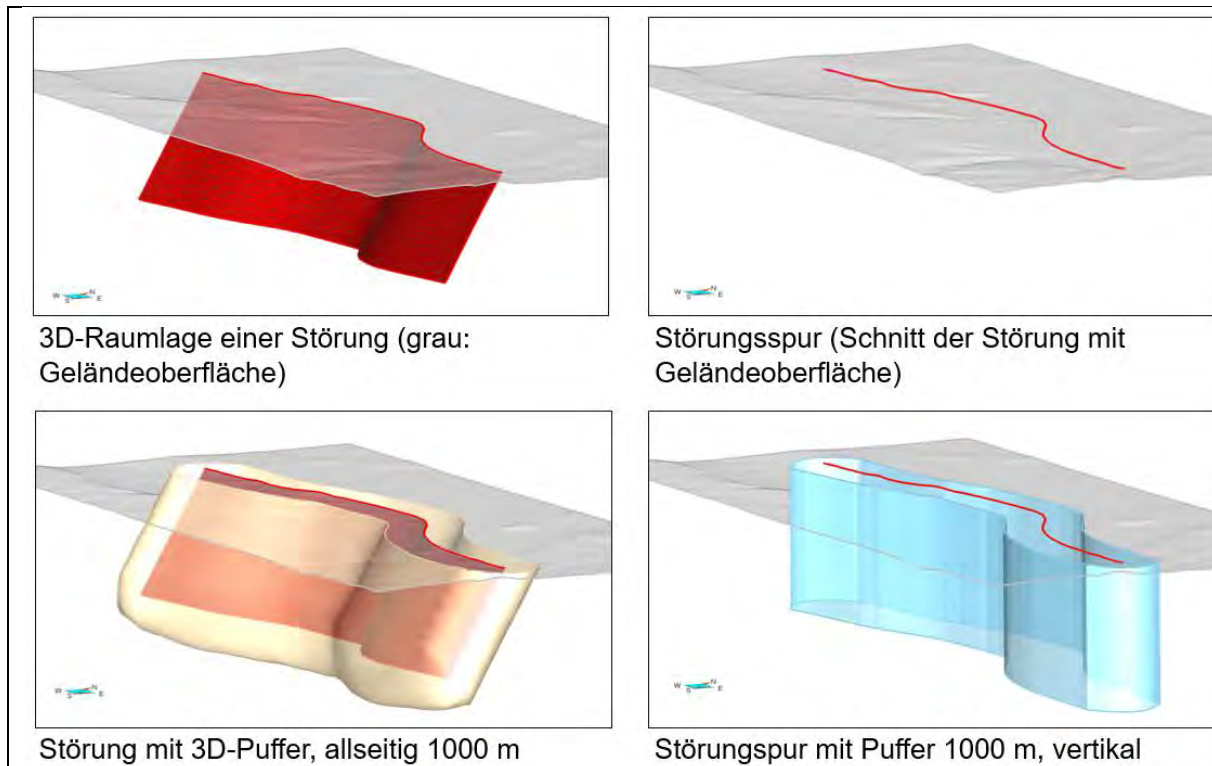 W N
S E
W N
S E
3D-Raumlage einer Störung (grau:
Geländeoberfläche)
Störungsspur (Schnitt der Störung mit
Geländeoberfläche)
W N
S E
W N
S E
Störung mit 3D-Puffer, allseitig 1000 m
Störungspur mit Puffer 1000 m, vertikal